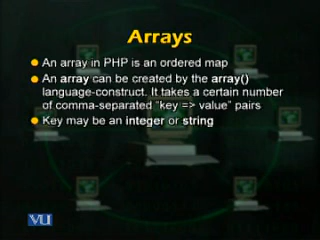 Arrays
An array in PHP is an ordered map
An array can be created by the array()
language-construct. It takes a certain number
of comma-separated "key => value" pairs
Key may be an integer or string
VU